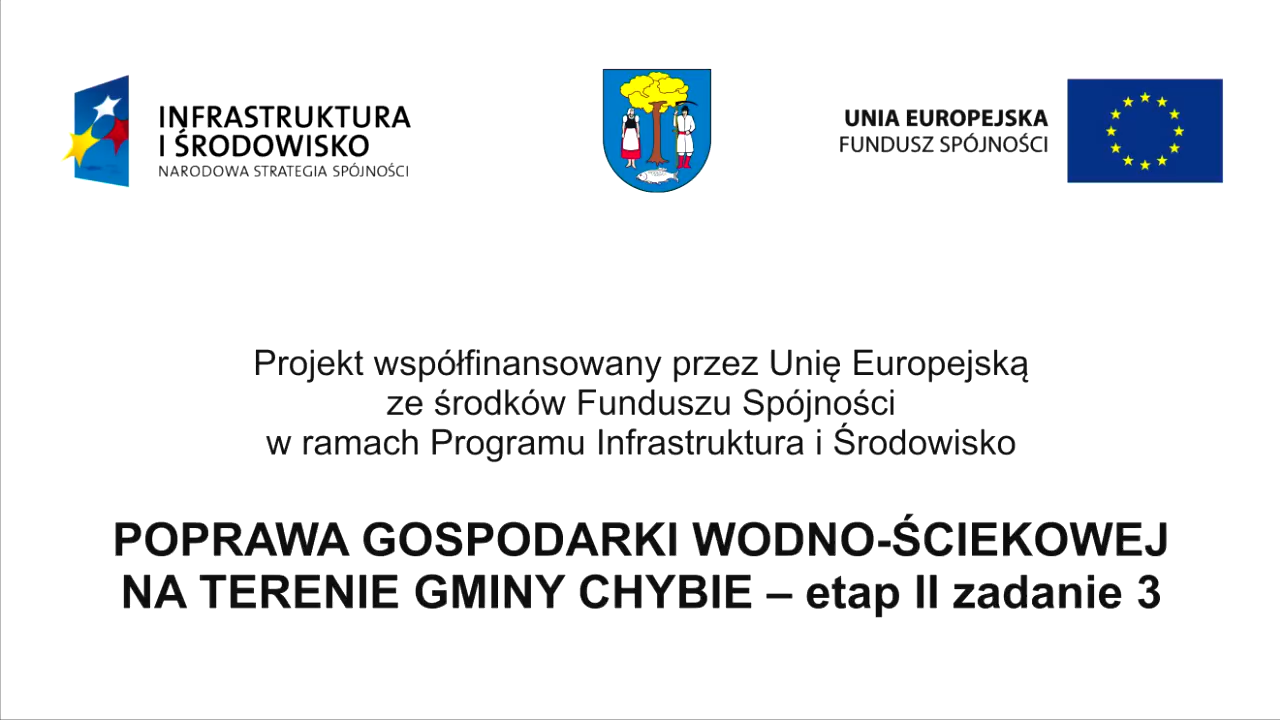 INFRASTRUKTURA
I ŚRODOWISKO
NARODOWA STRATEGIA SPÓJNOŚCI
UNIA EUROPEJSKA
FUNDUSZ SPÓJNOŚCI
Projekt współfinansowany przez Unię Europejską
ze środków Funduszu Spójności
w ramach Programu Infrastruktura i Środowisko
POPRAWA GOSPODARKI WODNO-ŚCIEKOWEJ
NA TERENIE GMINY CHYBIE – etap II zadanie 3